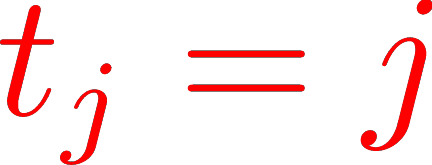 t_j = j